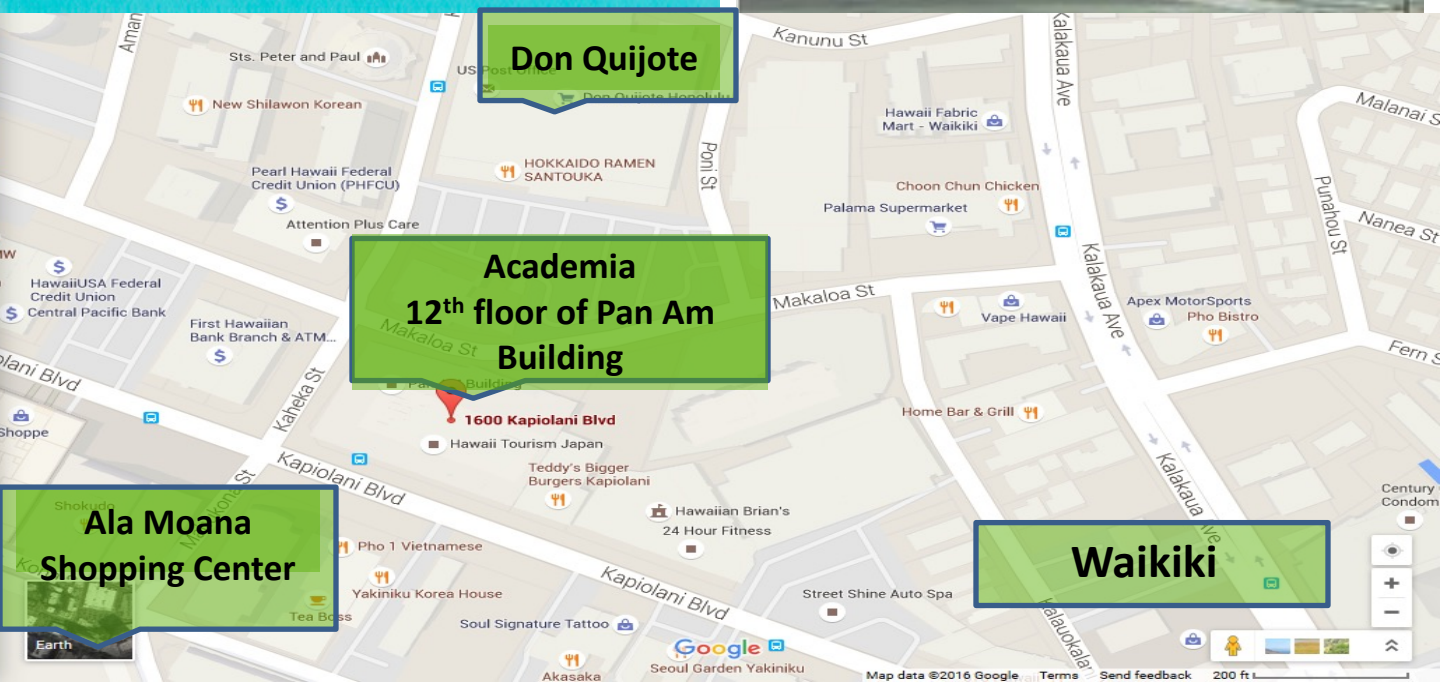 Kanunu St
Kalakaua Ave
Aman
Don Quijote
Sts. Peter and Paul
US Post Office
Don Quijote Honolulu
New Shilawon Korean
Hawaii Fabric
Mart - Waikiki
Malanai S
Poni St
HOKKAIDO RAMEN
SANTOUKA
Pearl Hawaii Federal
Credit Union (PHFCU)
Choon Chun Chicken
Punahou St
Palama Supermarket
Attention Plus Care
Nanea St
Kalakaua Ave
Academia
12th floor of Pan Am
Building
HawaiiUSA Federal
Credit Union
Central Pacific Bank
Makaloa St
Apex MotorSports
Vape Hawaii
Pho Bistro
First Hawaiian
Bank Branch & ATM...
Makaloa St
Fern S
olani Blvd
Kaheka St
Building
1600 Kapiolani Blvd
Home Bar & Grill
Shoppe
Hawaii Tourism Japan
Kapiolani Blvd
Teddy's Bigger
Burgers Kapiolani
Kalakaua Ave
Century
Condom
Shokudo
Ala Moana
Shopping Center
Hawaiian Brian's
24 Hour Fitness
Waikiki
Pho 1 Vietnamese
Kapiolani Blvd
Yakiniku Korea House
Street Shine Auto Spa
Tea Boss
Soul Signature Tattoo
Kalauokalani
Earth
Google
Seoul Garden Yakiniku
Akasaka
Map data ©2016 Google Terms Send feedback 200 ft